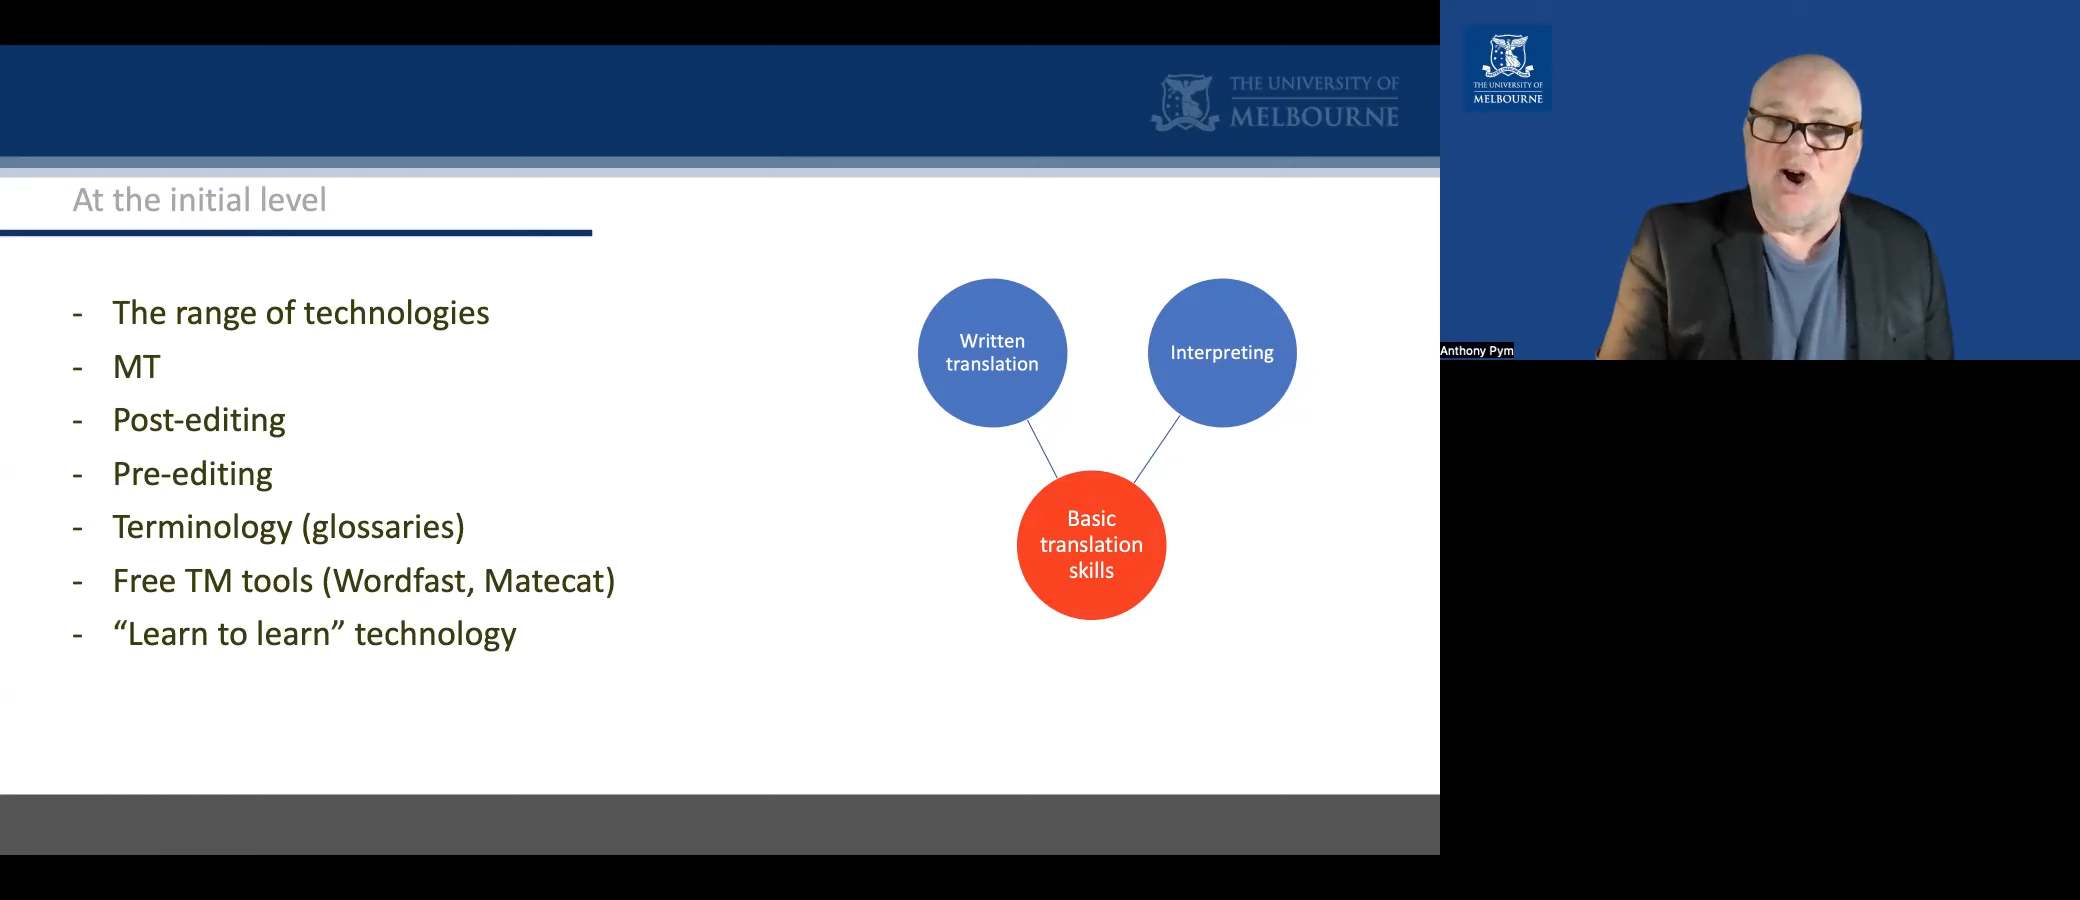 THE UNIVERSITY OF
MELBOURNE
At the initial level
- The range of technologies
- MT
- Post-editing
- Pre-editing
- Terminology (glossaries)
- Free TM tools (Wordfast, Matecat)
- “Learn to learn” technology
Written
translation
Interpreting
Basic
translation
skills
THE UNIVERSITY OF
MELBOURNE
Anthony Pym